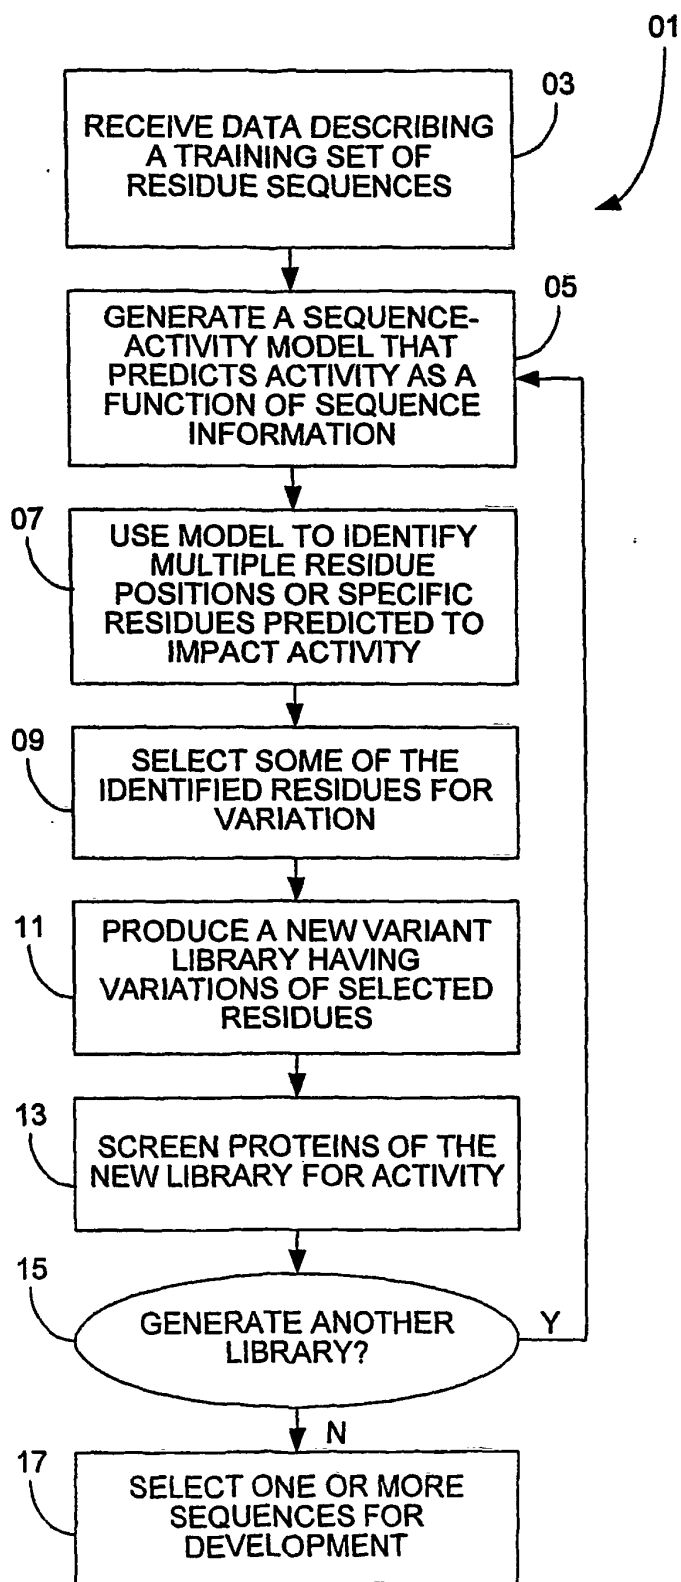 01
03
RECEIVE DATA DESCRIBING
A TRAINING SET OF
RESIDUE SEQUENCES
05
GENERATE A SEQUENCE-
ACTIVITY MODEL THAT
PREDICTS ACTIVITY AS A
FUNCTION OF SEQUENCE
INFORMATION
07
USE MODEL TO IDENTIFY
MULTIPLE RESIDUE
POSITIONS OR SPECIFIC
RESIDUES PREDICTED TO
IMPACT ACTIVITY
09
SELECT SOME OF THE
IDENTIFIED RESIDUES FOR
VARIATION
11
PRODUCE A NEW VARIANT
LIBRARY HAVING
VARIATIONS OF SELECTED
RESIDUES
13
SCREEN PROTEINS OF THE
NEW LIBRARY FOR ACTIVITY
15
GENERATE ANOTHER
LIBRARY?
Y
N
17
SELECT ONE OR MORE
SEQUENCES FOR
DEVELOPMENT